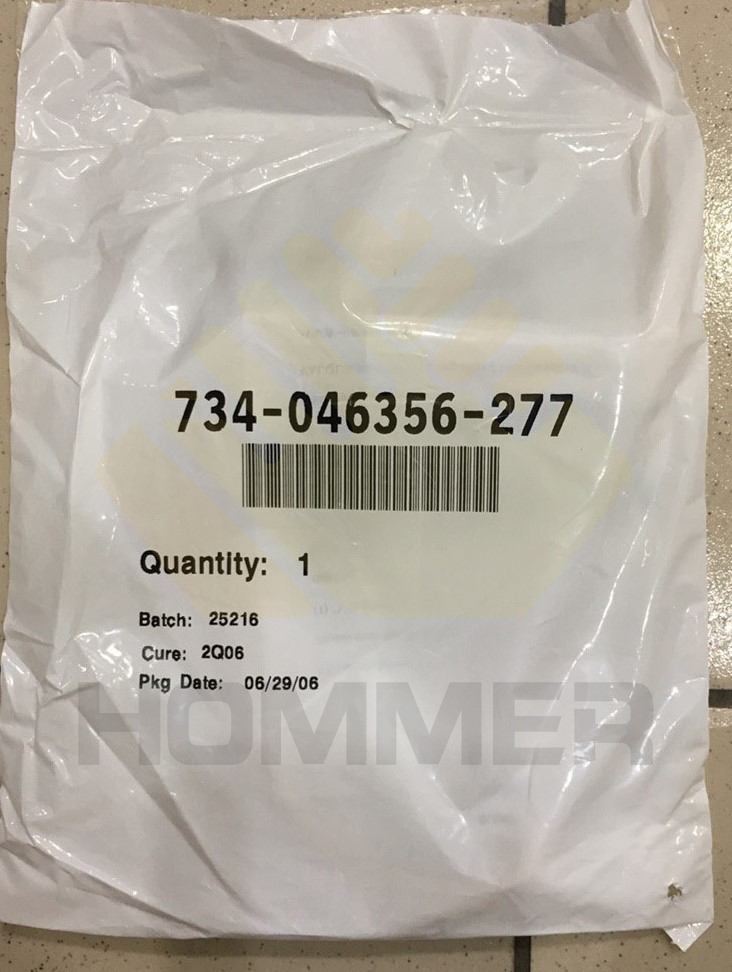 734-046356-277
Quantity: 1
Batch: 25216
Cure: 2Q06
Pkg Date: 06/29/06
HOMMER